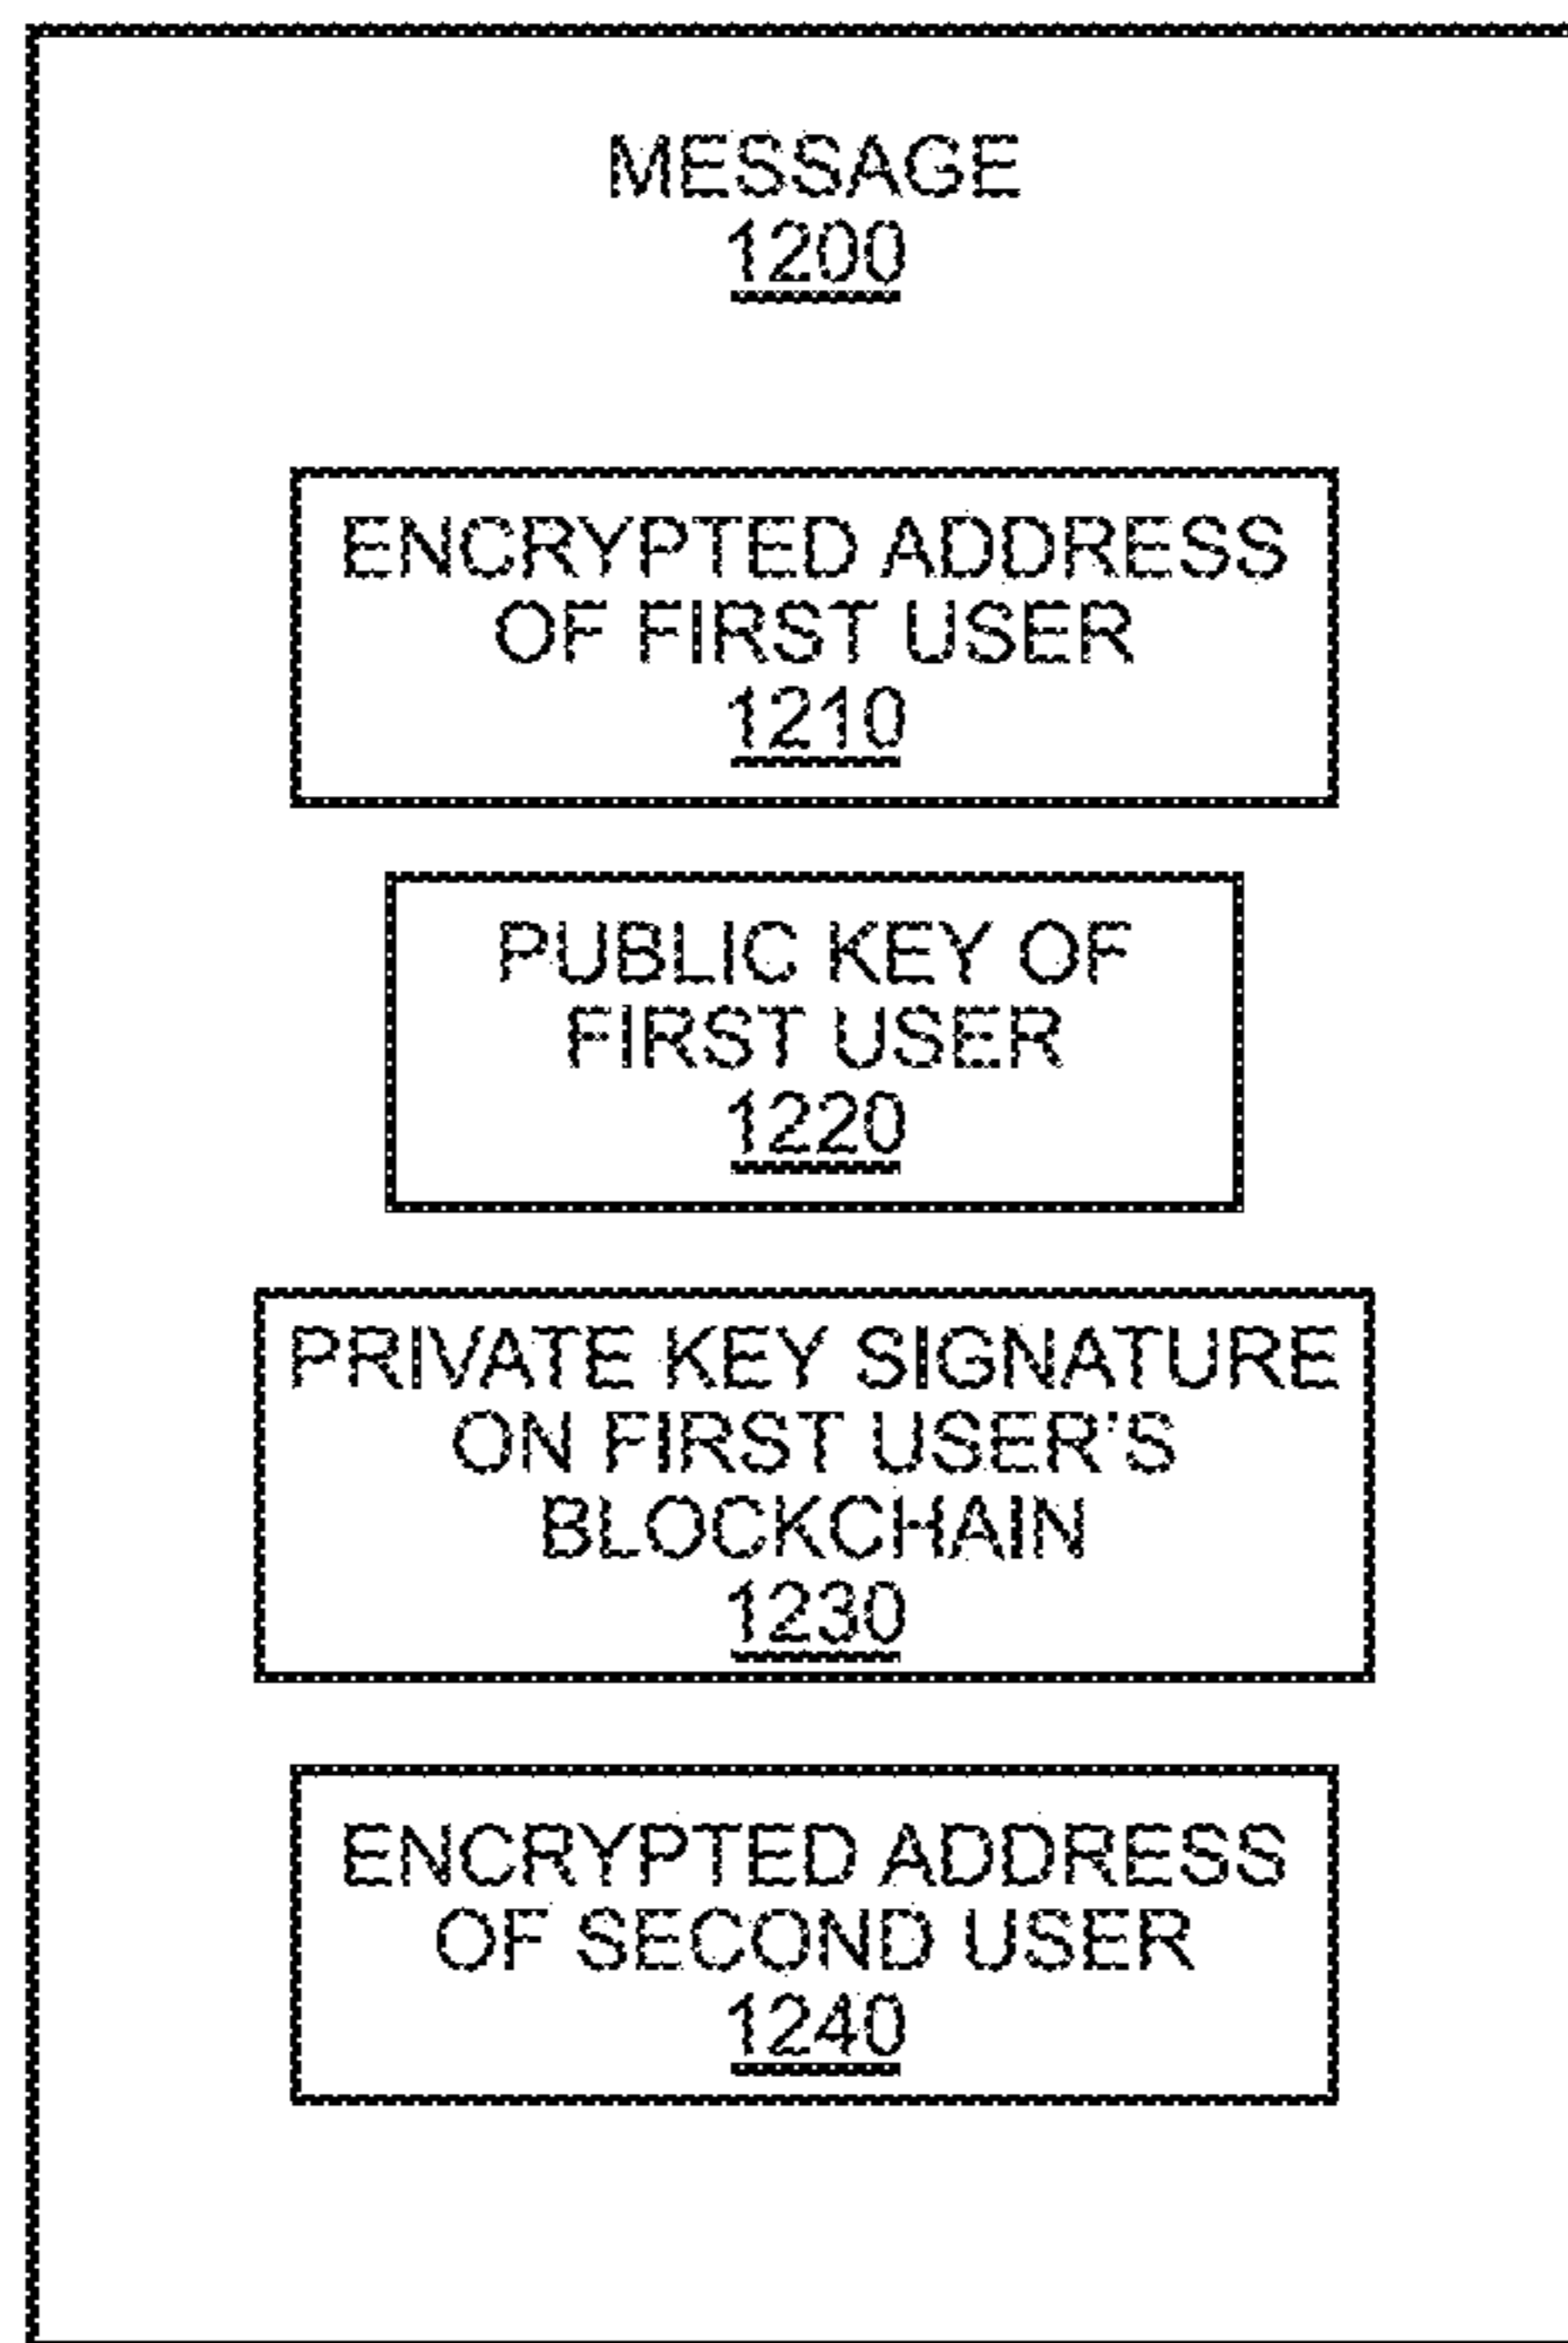 MESSAGE
1200
ENCRYPTED ADDRESS
OF FIRST USER
1210
PUBLIC KEY OF
FIRST USER
1220
PRIVATE KEY SIGNATURE
ON FIRST USER'S
BLOCKCHAIN
1230
ENCRYPTED ADDRESS
OF SECOND USER
1240